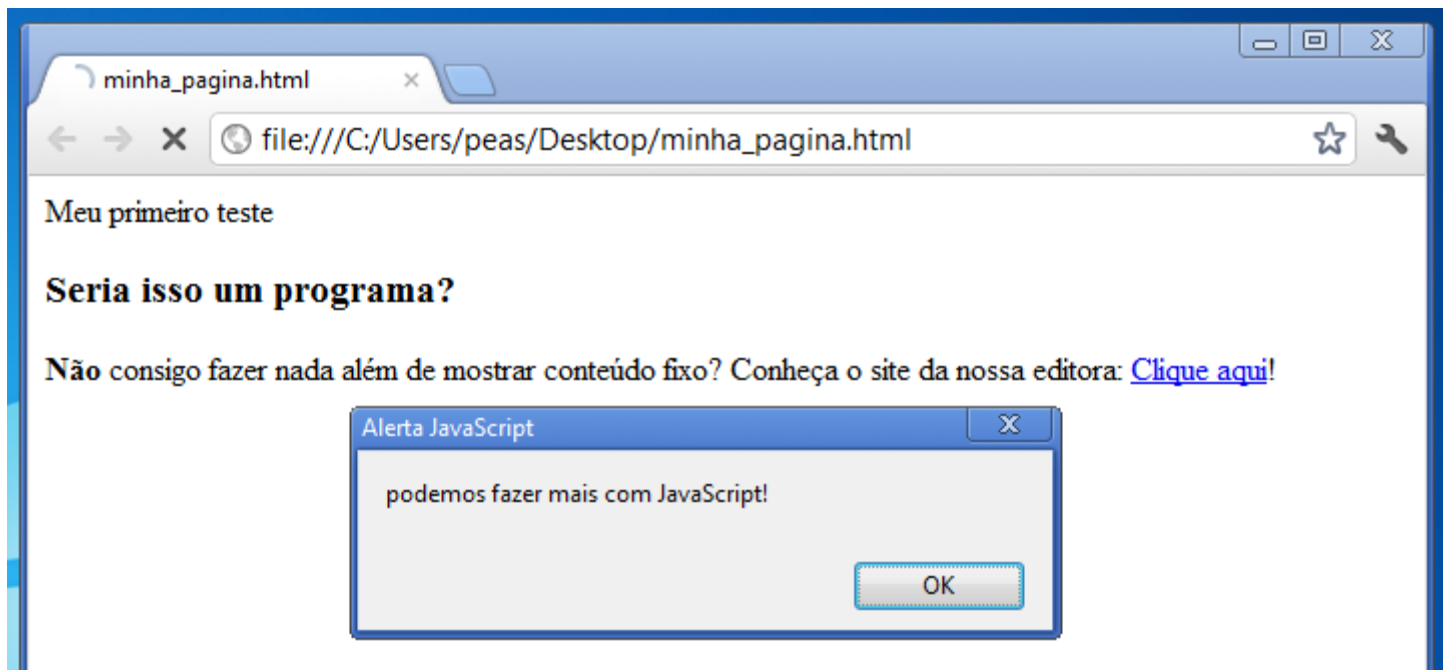 minha_pagina.html
file:///C:/Users/peas/Desktop/minha_pagina.html
Meu primeiro teste
Seria isso um programa?
Não consigo fazer nada além de mostrar conteúdo fixo? Conheça o site da nossa editora: Clique aqui!
Alerta JavaScript
podemos fazer mais com JavaScript!
OK